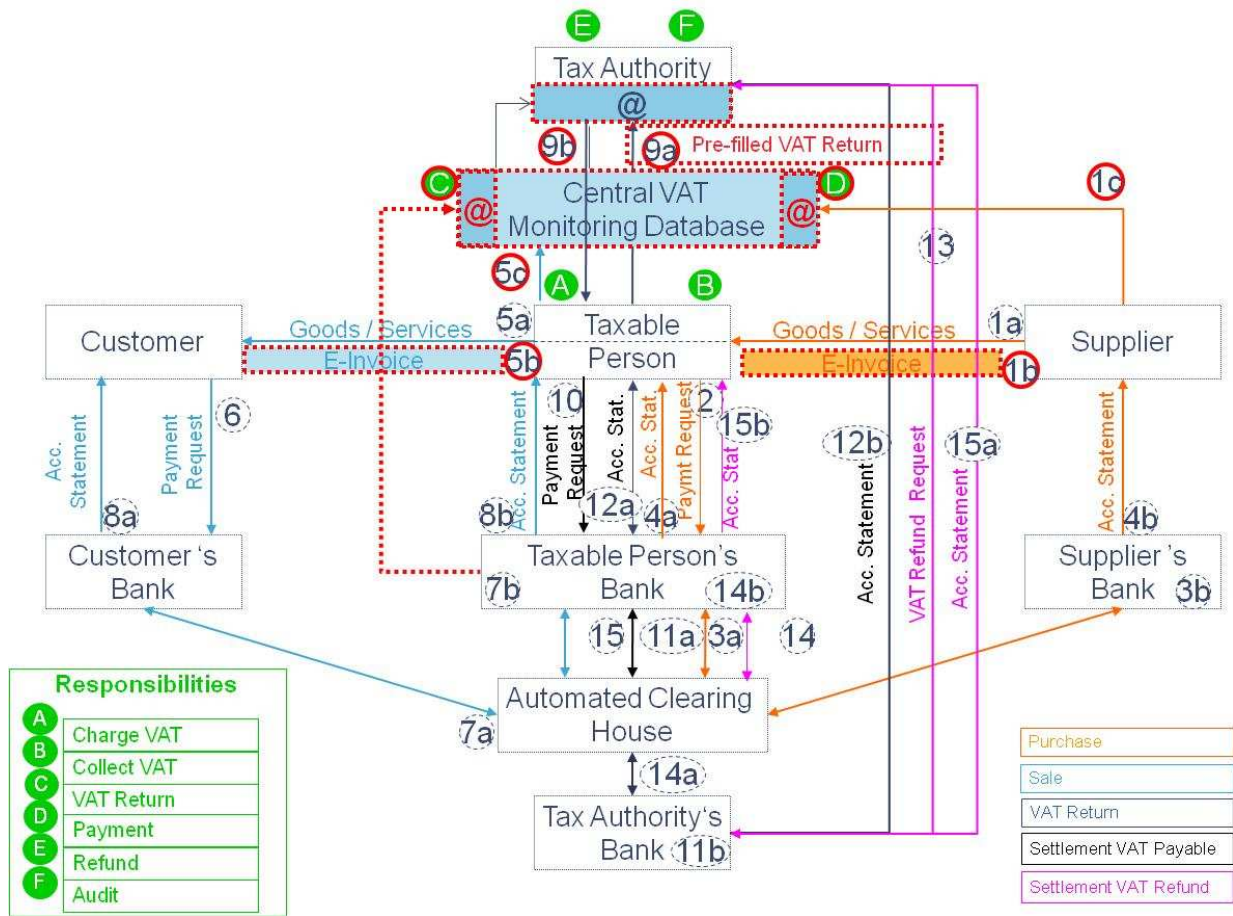 E
F
Tax Authority
@
9b
9a
Pre-filled VAT Return
C
@
Central VAT
Monitoring Database
@
D
1c
13
5c
A
B
Customer
Goods / Services
5a
Taxable
Person
Goods / Services
1a
Supplier
E-Invoice
5b
E-Invoice
1b
Acc.
Statement
6
Payment
Request
8a
8b
Acc. Statement
10
Payment
Request
Acc. Stat.
12a
Acc. Stat.
4a
2
Paymt Request
15b
Acc. Stat
12b
Acc. Statement
VAT Refund Request
15a
Acc. Statement
Acc. Statement
4b
Customer ‘s
Bank
7b
Taxable Person's
Bank
14b
Supplier ’s
Bank
3b
15
11a
3a
14
Automated Clearing
House
7a
14a
Tax Authority‘s
Bank
11b
Responsibilities
A
Charge VAT
B
Collect VAT
C
VAT Return
D
Payment
E
Refund
F
Audit
Purchase
Sale
VAT Return
Settlement VAT Payable
Settlement VAT Refund